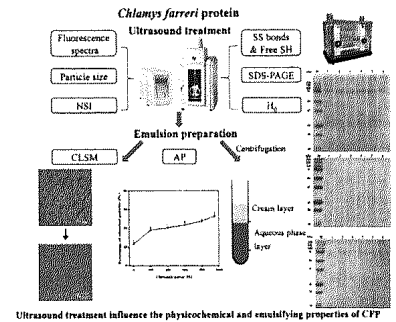 Chlamys farreri protein
Ultrasound treatment
Fluorescence
spectra
Particle size
NSI
SS bonds
& Free SH
SDS-PAGE
H₀
Emulsion preparation
CLSM
AP
Centrifugation
Cream layer
Aqueous phase
layer
Ultrasound treatment influence the physicochemical and emulsifying properties of CFP